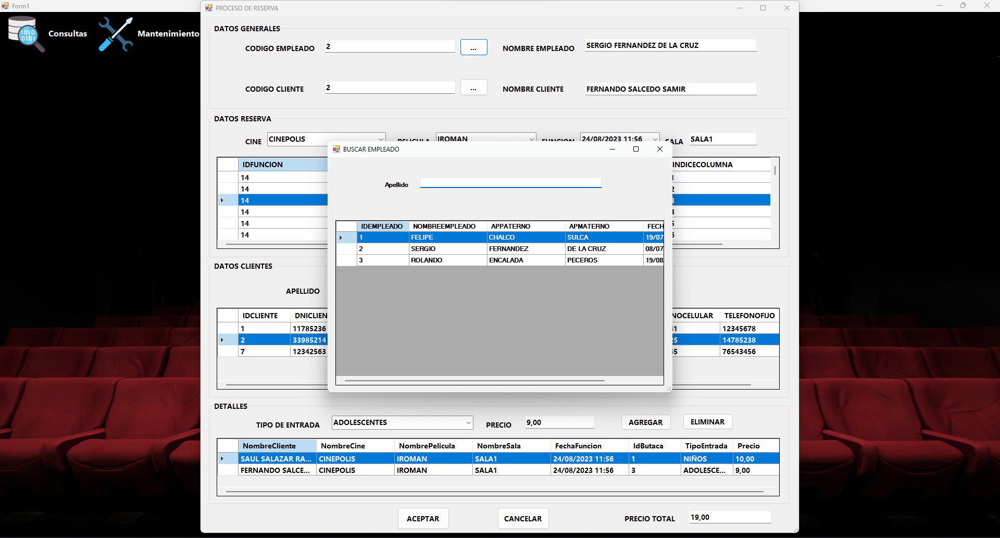 Form1
Consultas
Mantenimiento
PROCESO DE RESERVA
DATOS GENERALES
CODIGO EMPLEADO 2 ... NOMBRE EMPLEADO SERGIO FERNANDEZ DE LA CRUZ
CODIGO CLIENTE 2 ... NOMBRE CLIENTE FERNANDO SALCEDO SAMIR
DATOS RESERVA
CINE CINEPOLIS PELICULA IROMAN FUNCION 24/08/2023 11:56 SALA SALA1
IDFUNCION INDICECOLUMNA
14 1
14 2
14 3
14 4
14 5
14 6
BUSCAR EMPLEADO
Apellido
IDEMPLEADO NOMBREEMPLEADO APPATERNO APMATERNO FECH
1 FELIPE CHALCO SULCA 19/07
2 SERGIO FERNANDEZ DE LA CRUZ 08/07
3 ROLANDO ENCALADA PECEROS 19/08
DATOS CLIENTES
APELLIDO
IDCLIENTE DNICLIEN NOCELULAR TELEFONOFIJO
1 11785236 41 12345678
2 33985214 25 14785238
7 12342563 45 76543456
DETALLES
TIPO DE ENTRADA ADOLESCENTES PRECIO 9,00 AGREGAR ELIMINAR
NombreCliente NombreCine NombrePelicula NombreSala FechaFuncion IdButaca TipoEntrada Precio
SAUL SALAZAR RA... CINEPOLIS IROMAN SALA1 24/08/2023 11:56 1 NIÑOS 10,00
FERNANDO SALCE... CINEPOLIS IROMAN SALA1 24/08/2023 11:56 3 ADOLESCE... 9,00
ACEPTAR CANCELAR PRECIO TOTAL 19,00